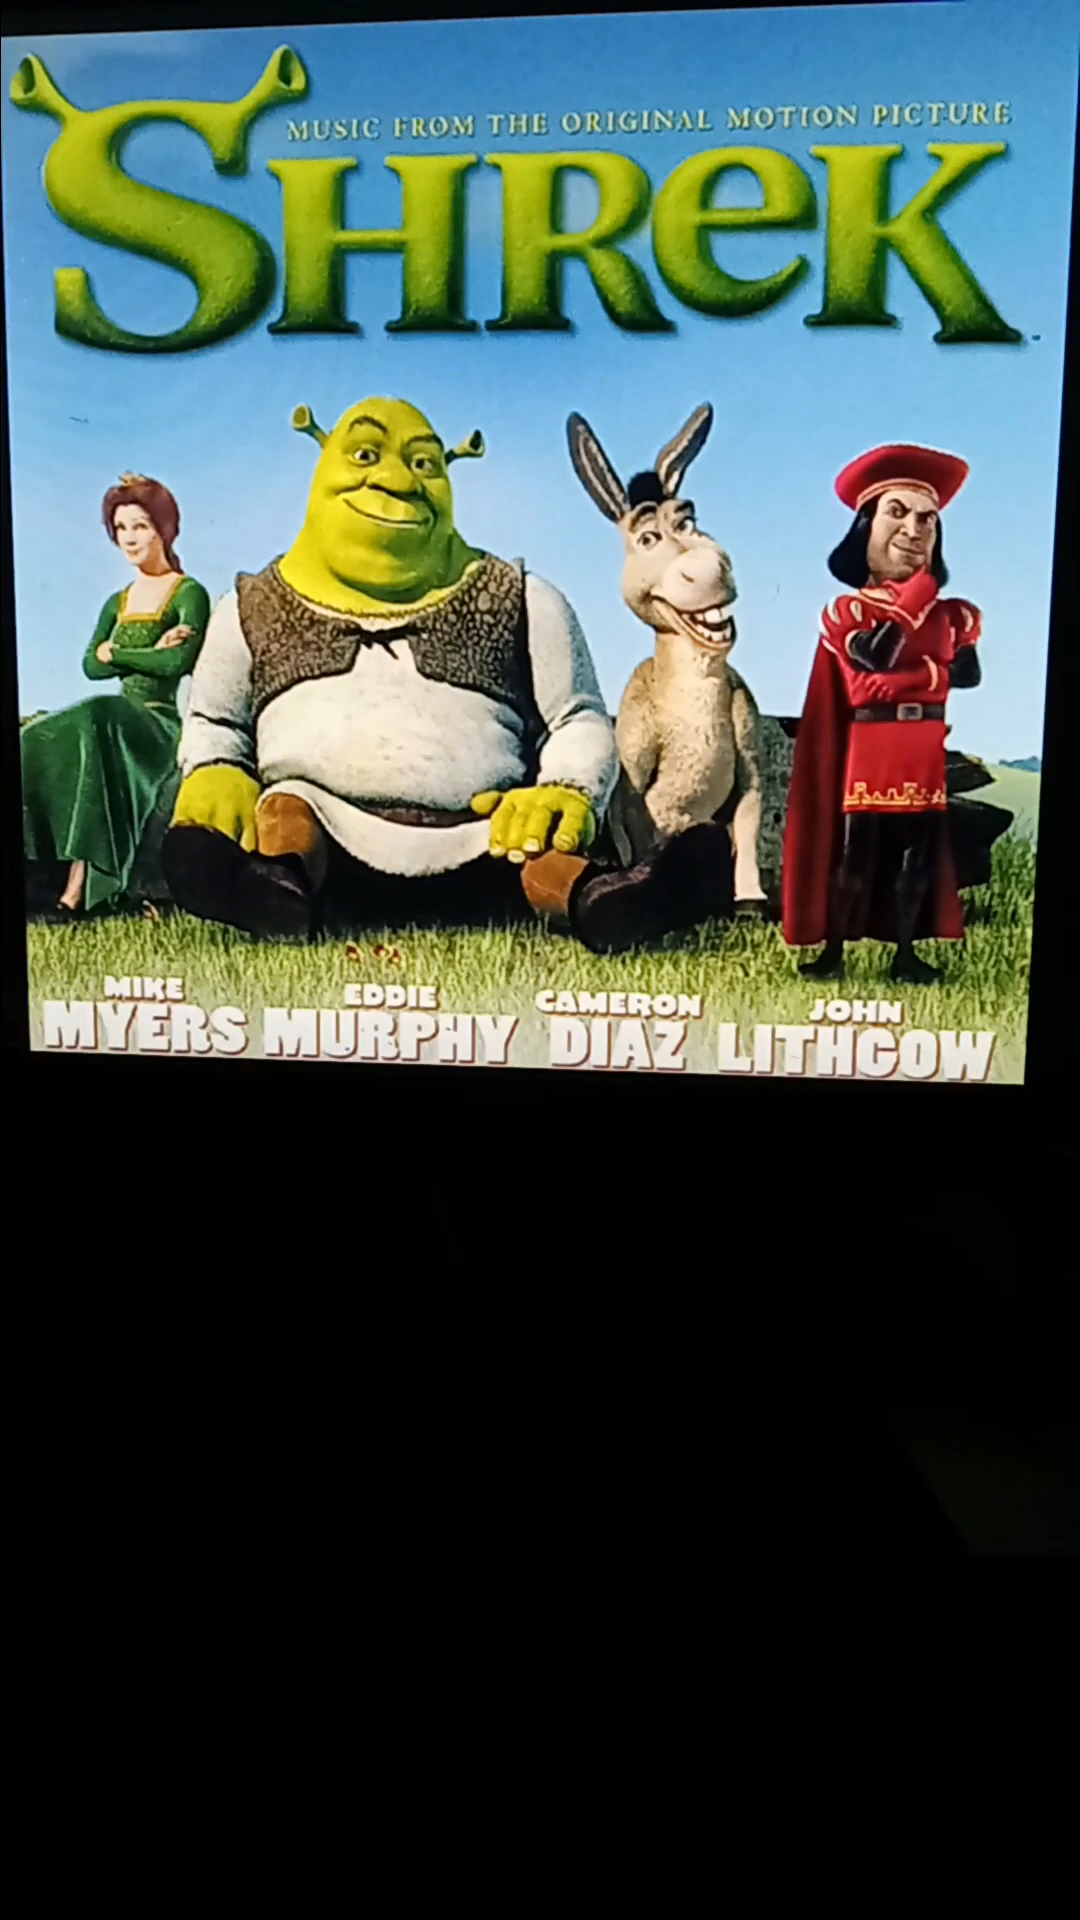 MUSIC FROM THE ORIGINAL MOTION PICTURE
SHReK
MIKE EDDIE CAMERON JOHN
MYERS MURPHY DIAZ LITHGOW